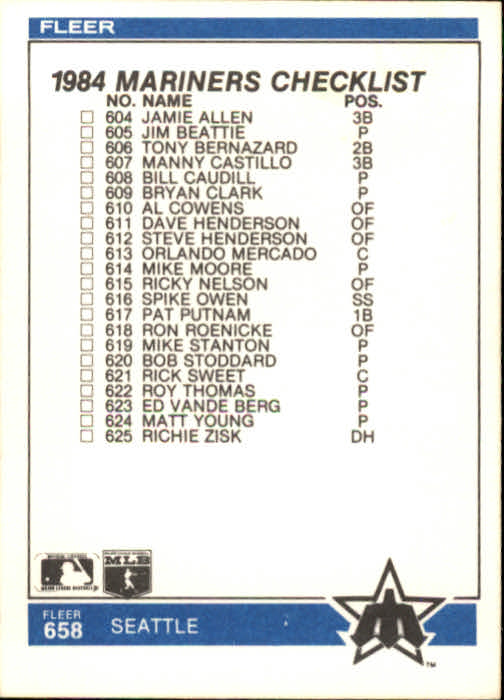 FLEER
1984 MARINERS CHECKLIST
NO. NAME POS.
604 JAMIE ALLEN 3B
605 JIM BEATTIE P
606 TONY BERNAZARD 2B
607 MANNY CASTILLO 3B
608 BILL CAUDILL P
609 BRYAN CLARK P
610 AL COWENS OF
611 DAVE HENDERSON OF
612 STEVE HENDERSON OF
613 ORLANDO MERCADO C
614 MIKE MOORE P
615 RICKY NELSON OF
616 SPIKE OWEN SS
617 PAT PUTNAM 1B
618 RON ROENICKE OF
619 MIKE STANTON P
620 BOB STODDARD P
621 RICK SWEET C
622 ROY THOMAS P
623 ED VANDE BERG P
624 MATT YOUNG P
625 RICHIE ZISK DH
MLB
FLEER
658 SEATTLE
TM